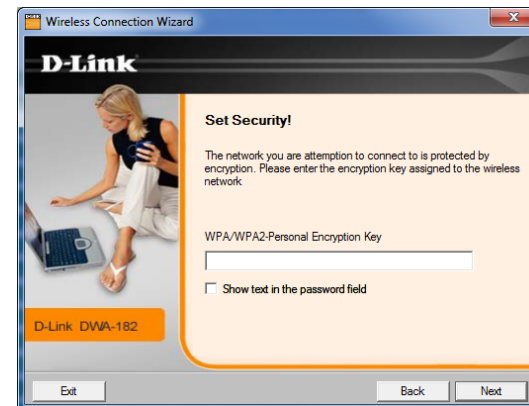 Wireless Connection Wizard
D-Link
Set Security!
The network you are attemption to connect to is protected by
encryption. Please enter the encryption key assigned to the wireless
network
WPA/WPA2-Personal Encryption Key
Show text in the password field
D-Link DWA-182
Exit
Back
Next